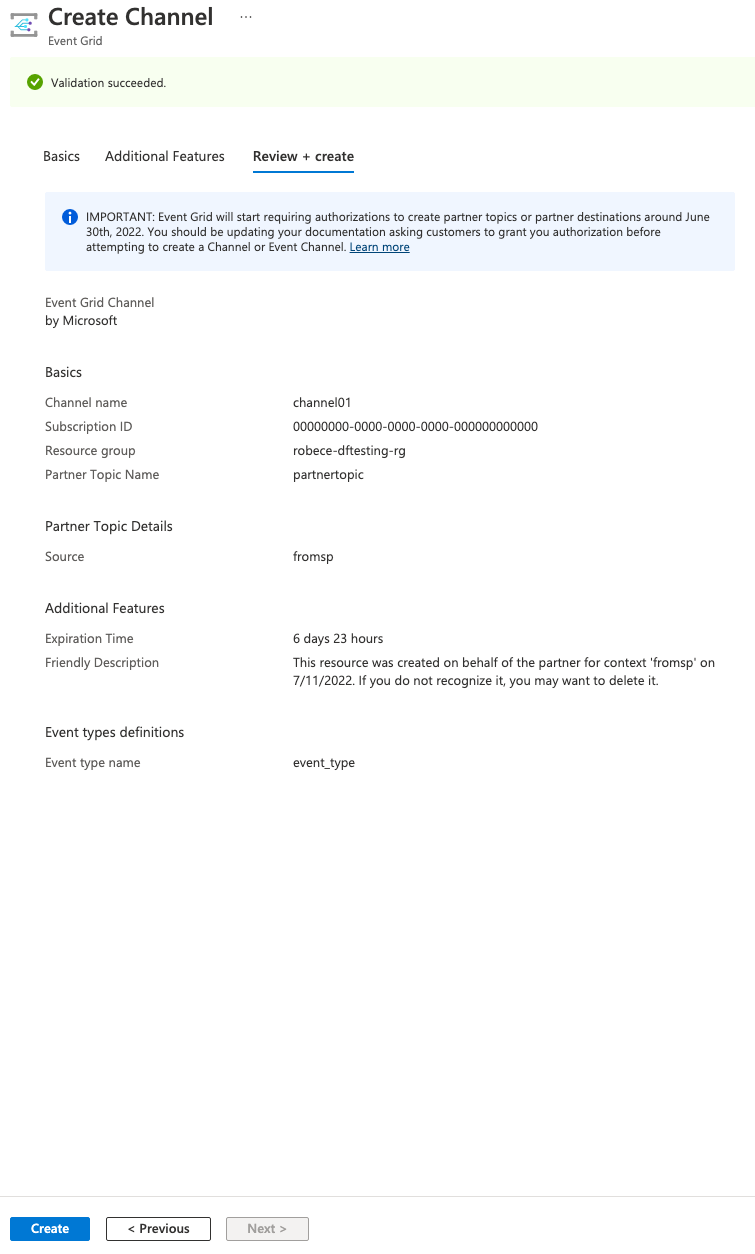 Create Channel ...
Event Grid
Validation succeeded.
Basics Additional Features Review + create
IMPORTANT: Event Grid will start requiring authorizations to create partner topics or partner destinations around June
30th, 2022. You should be updating your documentation asking customers to grant you authorization before
attempting to create a Channel or Event Channel. Learn more
Event Grid Channel
by Microsoft
Basics
Channel name channel01
Subscription ID 00000000-0000-0000-0000-000000000000
Resource group robece-dftesting-rg
Partner Topic Name partnertopic
Partner Topic Details
Source fromsp
Additional Features
Expiration Time 6 days 23 hours
Friendly Description This resource was created on behalf of the partner for context 'fromsp' on
7/11/2022. If you do not recognize it, you may want to delete it.
Event types definitions
Event type name event_type
Create < Previous Next >